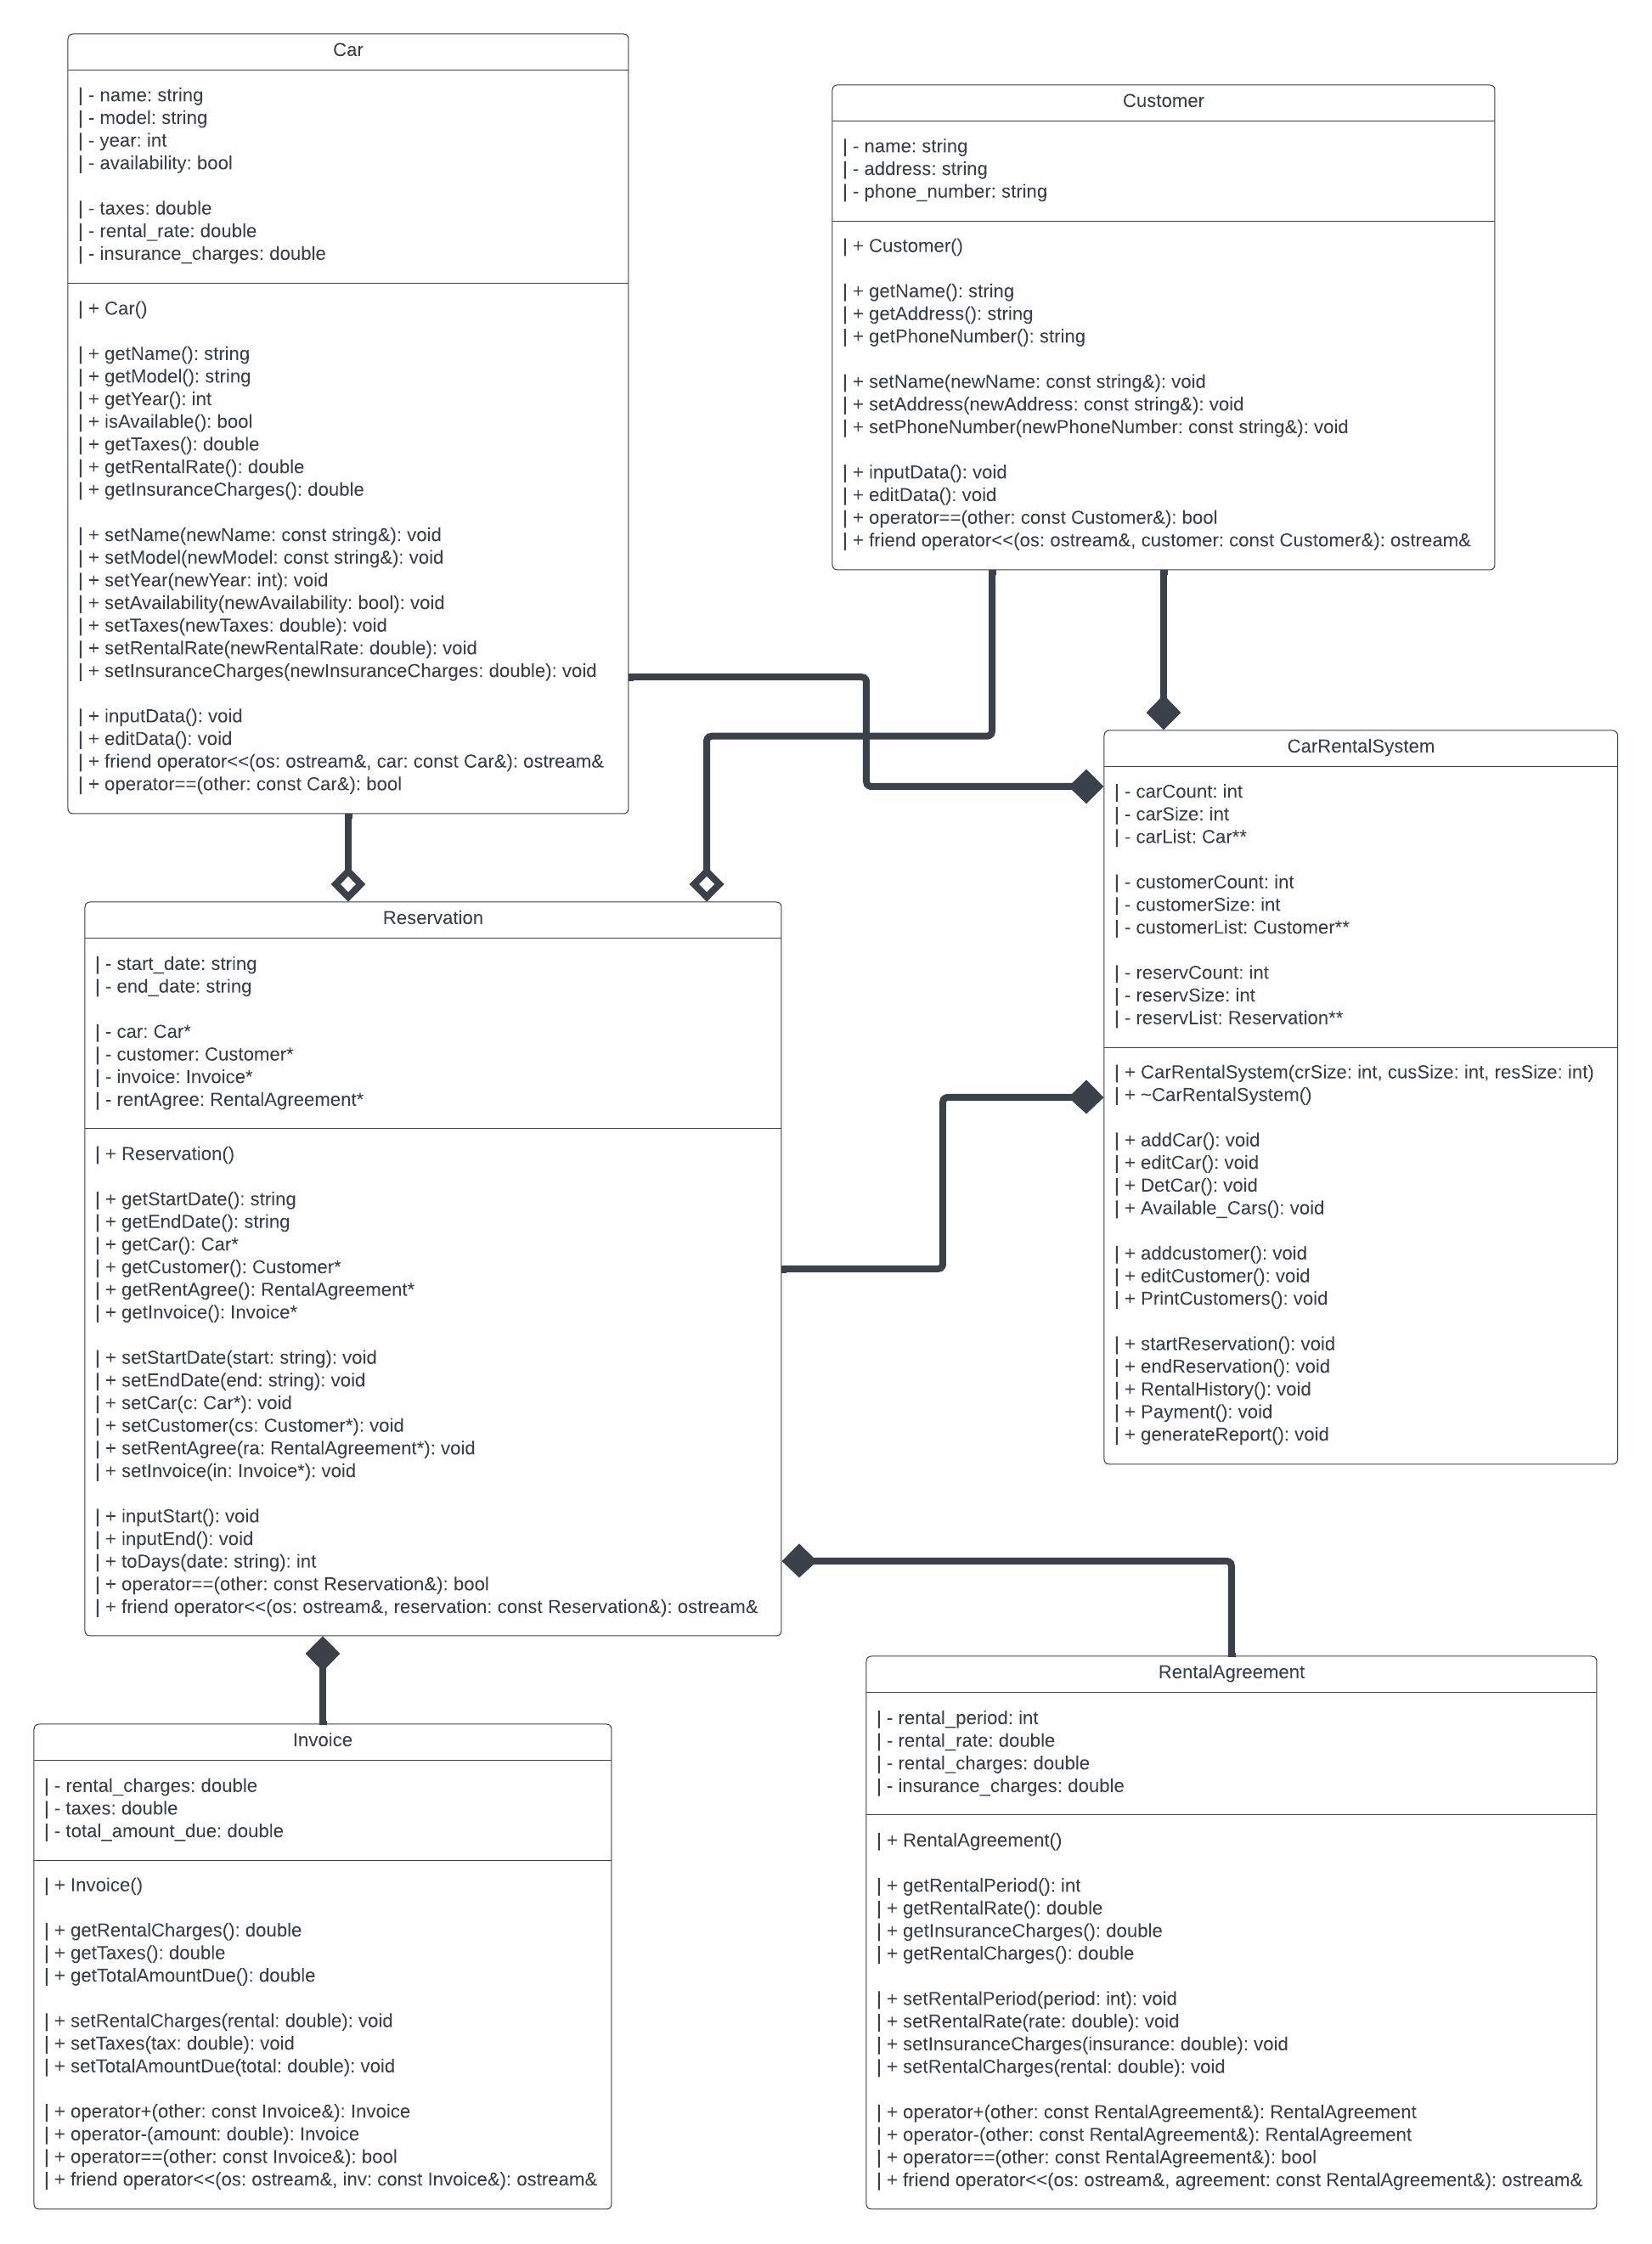 Car
| - name: string
| - model: string
| - year: int
| - availability: bool
| - taxes: double
| - rental_rate: double
| - insurance_charges: double
| + Car()
| + getName(): string
| + getModel(): string
| + getYear(): int
| + isAvailable(): bool
| + getTaxes(): double
| + getRentalRate(): double
| + getInsuranceCharges(): double
| + setName(newName: const string&): void
| + setModel(newModel: const string&): void
| + setYear(newYear: int): void
| + setAvailability(newAvailability: bool): void
| + setTaxes(newTaxes: double): void
| + setRentalRate(newRentalRate: double): void
| + setInsuranceCharges(newInsuranceCharges: double): void
| + inputData(): void
| + editData(): void
| + friend operator<<(os: ostream&, car: const Car&): ostream&
| + operator==(other: const Car&): bool
Customer
| - name: string
| - address: string
| - phone_number: string
| + Customer()
| + getName(): string
| + getAddress(): string
| + getPhoneNumber(): string
| + setName(newName: const string&): void
| + setAddress(newAddress: const string&): void
| + setPhoneNumber(newPhoneNumber: const string&): void
| + inputData(): void
| + editData(): void
| + operator==(other: const Customer&): bool
| + friend operator<<(os: ostream&, customer: const Customer&): ostream&
CarRentalSystem
| - carCount: int
| - carSize: int
| - carList: Car**
| - customerCount: int
| - customerSize: int
| - customerList: Customer**
| - reservCount: int
| - reservSize: int
| - reservList: Reservation**
| + CarRentalSystem(crSize: int, cusSize: int, resSize: int)
| + ~CarRentalSystem()
| + addCar(): void
| + editCar(): void
| + DetCar(): void
| + Available_Cars(): void
| + addcustomer(): void
| + editCustomer(): void
| + PrintCustomers(): void
| + startReservation(): void
| + endReservation(): void
| + RentalHistory(): void
| + Payment(): void
| + generateReport(): void
Reservation
| - start_date: string
| - end_date: string
| - car: Car*
| - customer: Customer*
| - invoice: Invoice*
| - rentAgree: RentalAgreement*
| + Reservation()
| + getStartDate(): string
| + getEndDate(): string
| + getCar(): Car*
| + getCustomer(): Customer*
| + getRentAgree(): RentalAgreement*
| + getInvoice(): Invoice*
| + setStartDate(start: string): void
| + setEndDate(end: string): void
| + setCar(c: Car*): void
| + setCustomer(cs: Customer*): void
| + setRentAgree(ra: RentalAgreement*): void
| + setInvoice(in: Invoice*): void
| + inputStart(): void
| + inputEnd(): void
| + toDays(date: string): int
| + operator==(other: const Reservation&): bool
| + friend operator<<(os: ostream&, reservation: const Reservation&): ostream&
Invoice
| - rental_charges: double
| - taxes: double
| - total_amount_due: double
| + Invoice()
| + getRentalCharges(): double
| + getTaxes(): double
| + getTotalAmountDue(): double
| + setRentalCharges(rental: double): void
| + setTaxes(tax: double): void
| + setTotalAmountDue(total: double): void
| + operator+(other: const Invoice&): Invoice
| + operator-(amount: double): Invoice
| + operator==(other: const Invoice&): bool
| + friend operator<<(os: ostream&, inv: const Invoice&): ostream&
RentalAgreement
| - rental_period: int
| - rental_rate: double
| - rental_charges: double
| - insurance_charges: double
| + RentalAgreement()
| + getRentalPeriod(): int
| + getRentalRate(): double
| + getInsuranceCharges(): double
| + getRentalCharges(): double
| + setRentalPeriod(period: int): void
| + setRentalRate(rate: double): void
| + setInsuranceCharges(insurance: double): void
| + setRentalCharges(rental: double): void
| + operator+(other: const RentalAgreement&): RentalAgreement
| + operator-(other: const RentalAgreement&): RentalAgreement
| + operator==(other: const RentalAgreement&): bool
| + friend operator<<(os: ostream&, agreement: const RentalAgreement&): ostream&